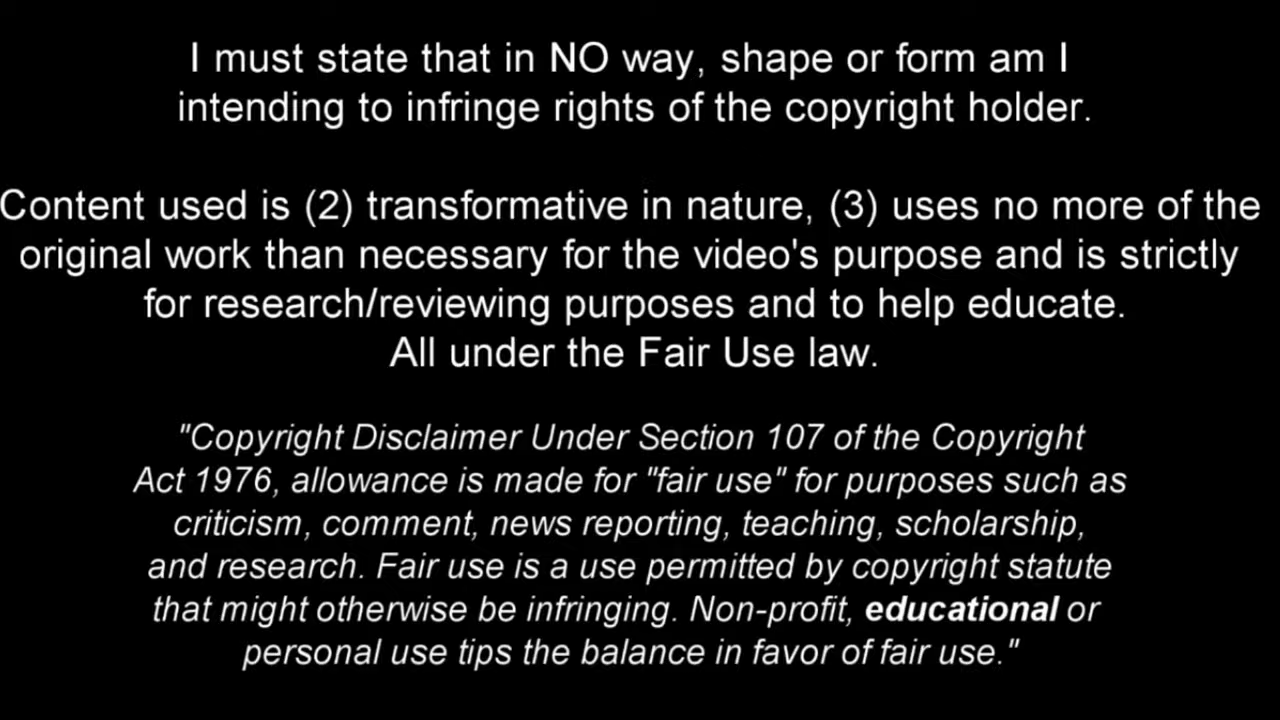 I must state that in NO way, shape or form am I
intending to infringe rights of the copyright holder.
Content used is (2) transformative in nature, (3) uses no more of the
original work than necessary for the video's purpose and is strictly
for research/reviewing purposes and to help educate.
All under the Fair Use law.
"Copyright Disclaimer Under Section 107 of the Copyright
Act 1976, allowance is made for "fair use" for purposes such as
criticism, comment, news reporting, teaching, scholarship,
and research. Fair use is a use permitted by copyright statute
that might otherwise be infringing. Non-profit, educational or
personal use tips the balance in favor of fair use."